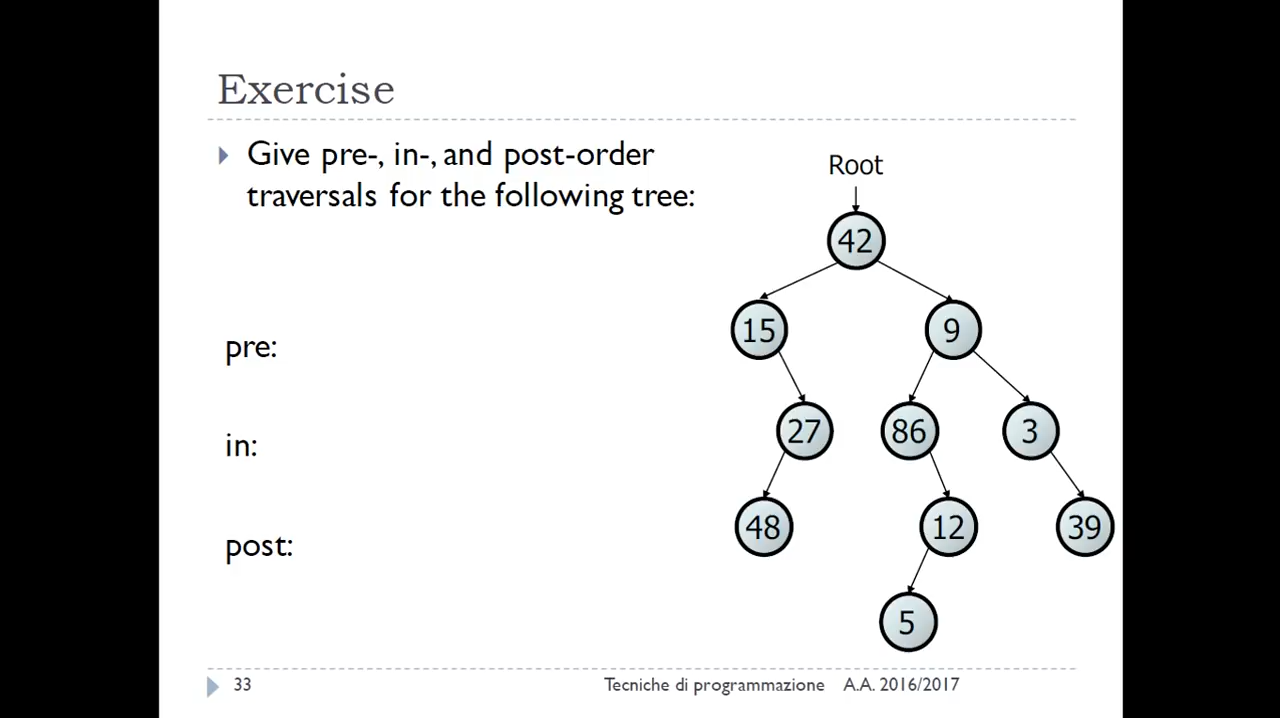 Exercise
Give pre-, in-, and post-order
traversals for the following tree:
pre:
in:
post:
Root
42
15 9
27 86 3
48 12 39
5
33 Tecniche di programmazione A.A. 2016/2017